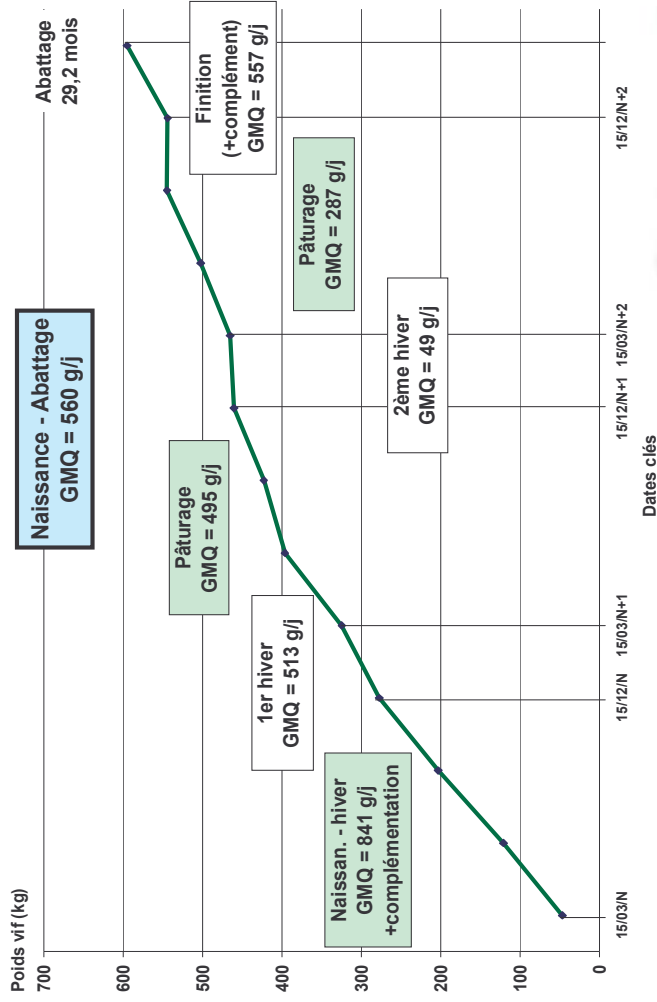 Poids vif (kg)
700
600
500
400
300
200
100
0
Naissance - Abattage
GMQ = 560 g/j
Abattage
29,2 mois
Naissan. - hiver
GMQ = 841 g/j
+complémentation
1er hiver
GMQ = 513 g/j
Pâturage
GMQ = 495 g/j
2ème hiver
GMQ = 49 g/j
Pâturage
GMQ = 287 g/j
Finition
(+complément)
GMQ = 557 g/j
15/03/N
15/12/N
15/03/N+1
15/12/N+1
15/03/N+2
15/12/N+2
Dates clés